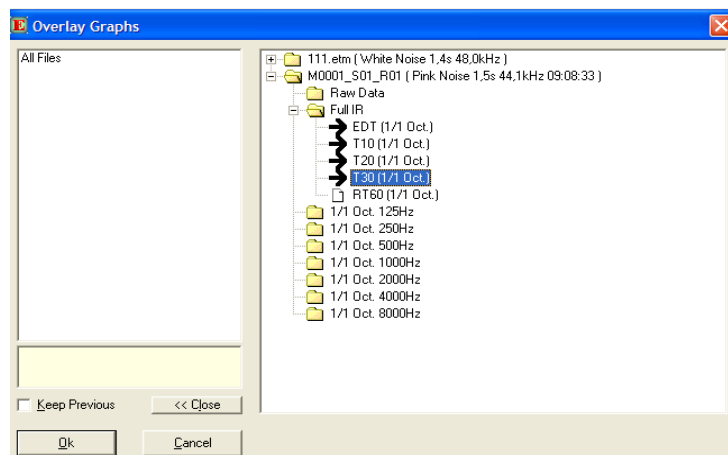 Overlay Graphs
All Files
111.etm ( White Noise 1,4s 48,0kHz )
M0001_S01_R01 ( Pink Noise 1,5s 44,1kHz 09:08:33 )
Raw Data
Full IR
EDT (1/1 Oct.)
T10 (1/1 Oct.)
T20 (1/1 Oct.)
T30 (1/1 Oct.)
RT60 (1/1 Oct.)
1/1 Oct. 125Hz
1/1 Oct. 250Hz
1/1 Oct. 500Hz
1/1 Oct. 1000Hz
1/1 Oct. 2000Hz
1/1 Oct. 4000Hz
1/1 Oct. 8000Hz
Keep Previous
<< Close
Ok
Cancel